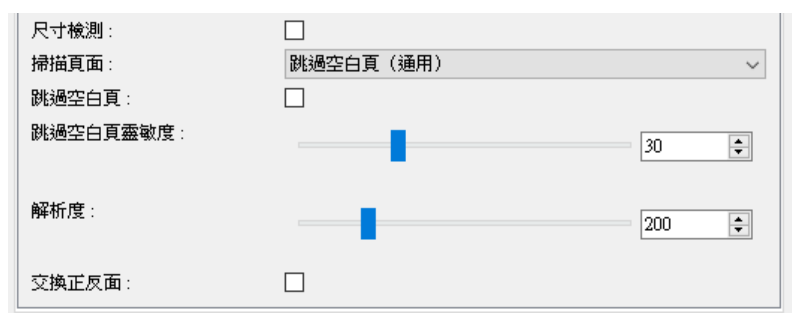 尺寸檢測 :
掃描頁面 : 跳過空白頁（通用）
跳過空白頁 :
跳過空白頁靈敏度 : 30
解析度 : 200
交換正反面 :